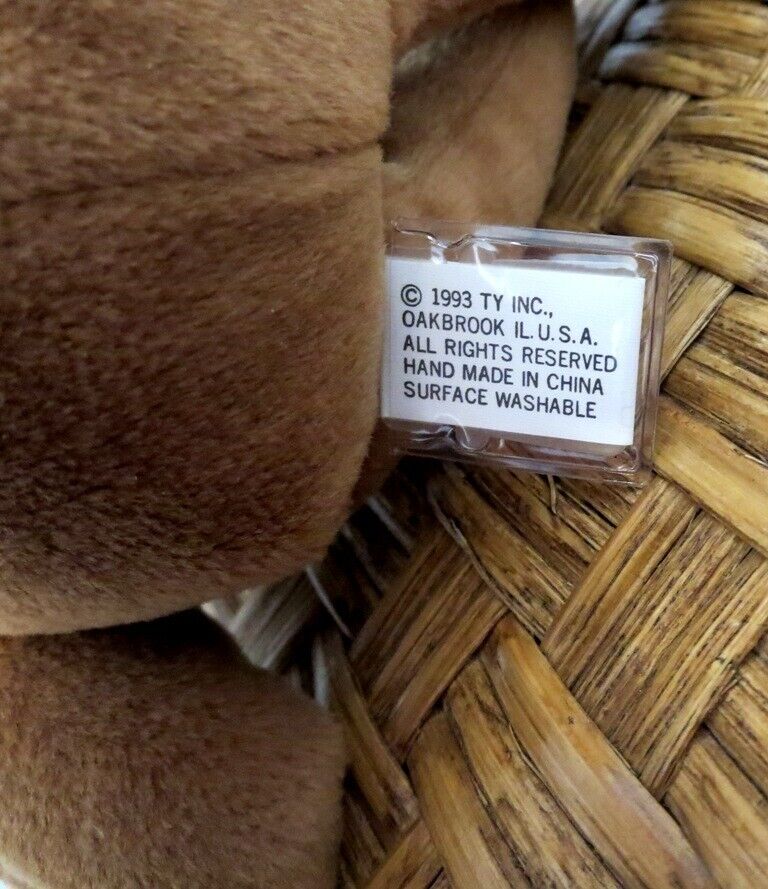 © 1993 TY INC.,
OAKBROOK IL. U.S.A.
ALL RIGHTS RESERVED
HAND MADE IN CHINA
SURFACE WASHABLE